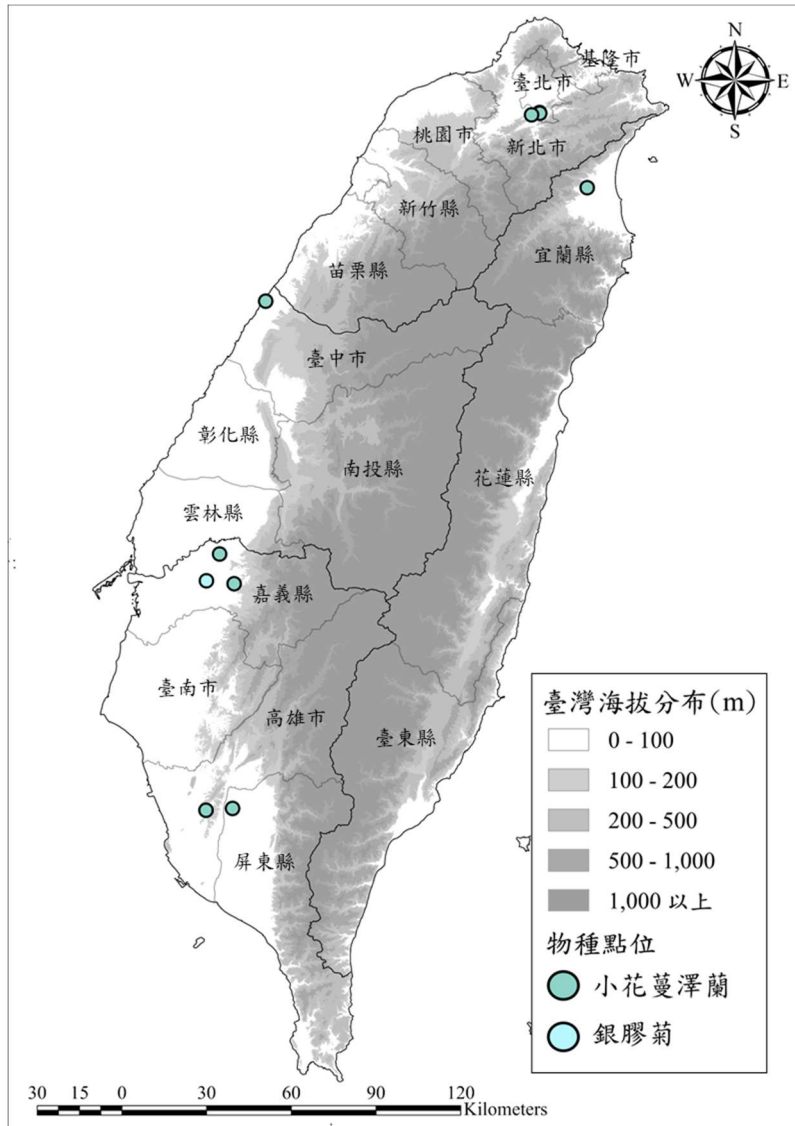 N
W
E
S
基隆市
臺北市
桃園市
新北市
新竹縣
宜蘭縣
苗栗縣
臺中市
彰化縣
南投縣
花蓮縣
雲林縣
嘉義縣
臺南市
高雄市
臺東縣
屏東縣
臺灣海拔分布(m)
0 - 100
100 - 200
200 - 500
500 - 1,000
1,000 以上
物種點位
小花蔓澤蘭
銀膠菊
30 15 0 30 60 90 120
Kilometers